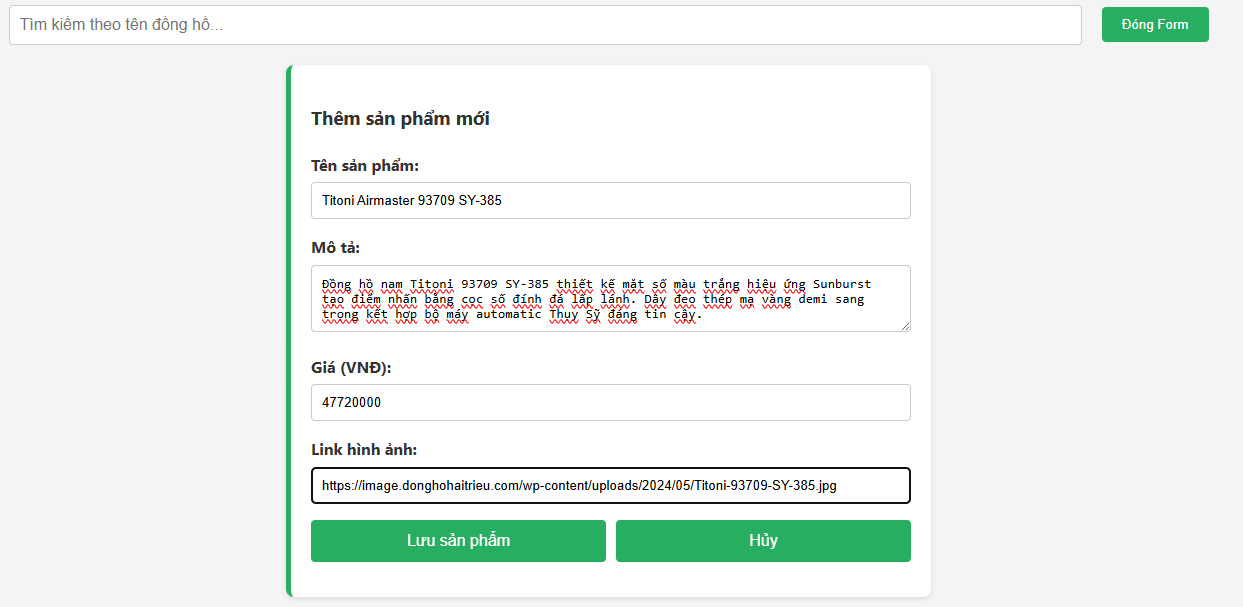 Tìm kiếm theo tên đồng hồ...
Đóng Form
Thêm sản phẩm mới
Tên sản phẩm:
Titoni Airmaster 93709 SY-385
Mô tả:
Đồng hồ nam Titoni 93709 SY-385 thiết kế mặt số màu trắng hiệu ứng Sunburst
tạo điểm nhấn bằng cọc số đính đá lấp lánh. Dây đeo thép mạ vàng demi sang
trọng kết hợp bộ máy automatic Thụy Sỹ đáng tin cậy.
Giá (VNĐ):
47720000
Link hình ảnh:
https://image.donghohaitrieu.com/wp-content/uploads/2024/05/Titoni-93709-SY-385.jpg
Lưu sản phẩm
Hủy